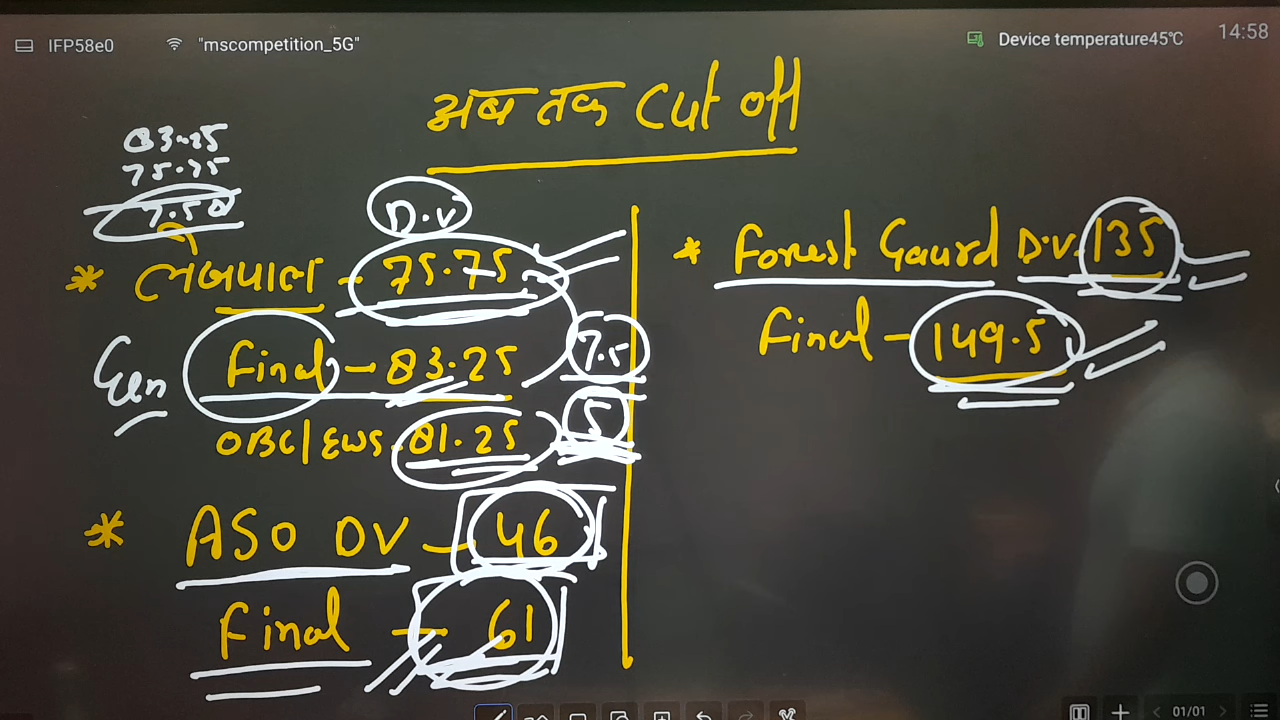 IFP58e0 "mscompetition_5G" Device temperature45℃ 14:58
अब तक Cut off
83.25
75.75
7.50
D.V
* लेखपाल - 75.75
Gen Final - 83.25 7.5
OBC/EWS - 81.25 5
* ASO DV - 46
Final - 61
* Forest Gaurd D.V. 135
Final - 149.5
01/01